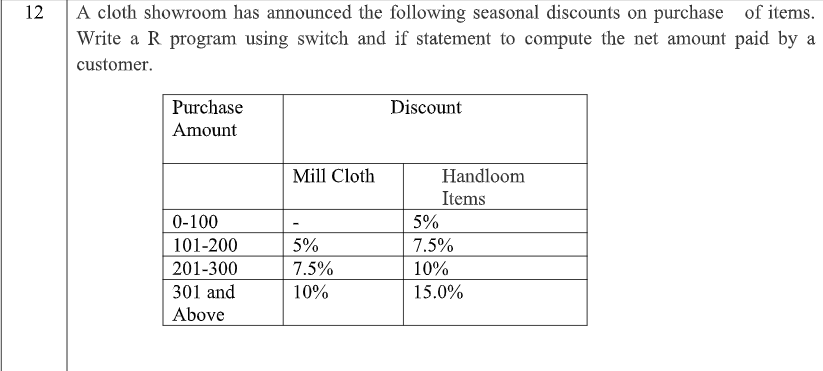 12 A cloth showroom has announced the following seasonal discounts on purchase of items.
Write a R program using switch and if statement to compute the net amount paid by a
customer.
Purchase Amount Discount
Mill Cloth Handloom Items
0-100 - 5%
101-200 5% 7.5%
201-300 7.5% 10%
301 and Above 10% 15.0%